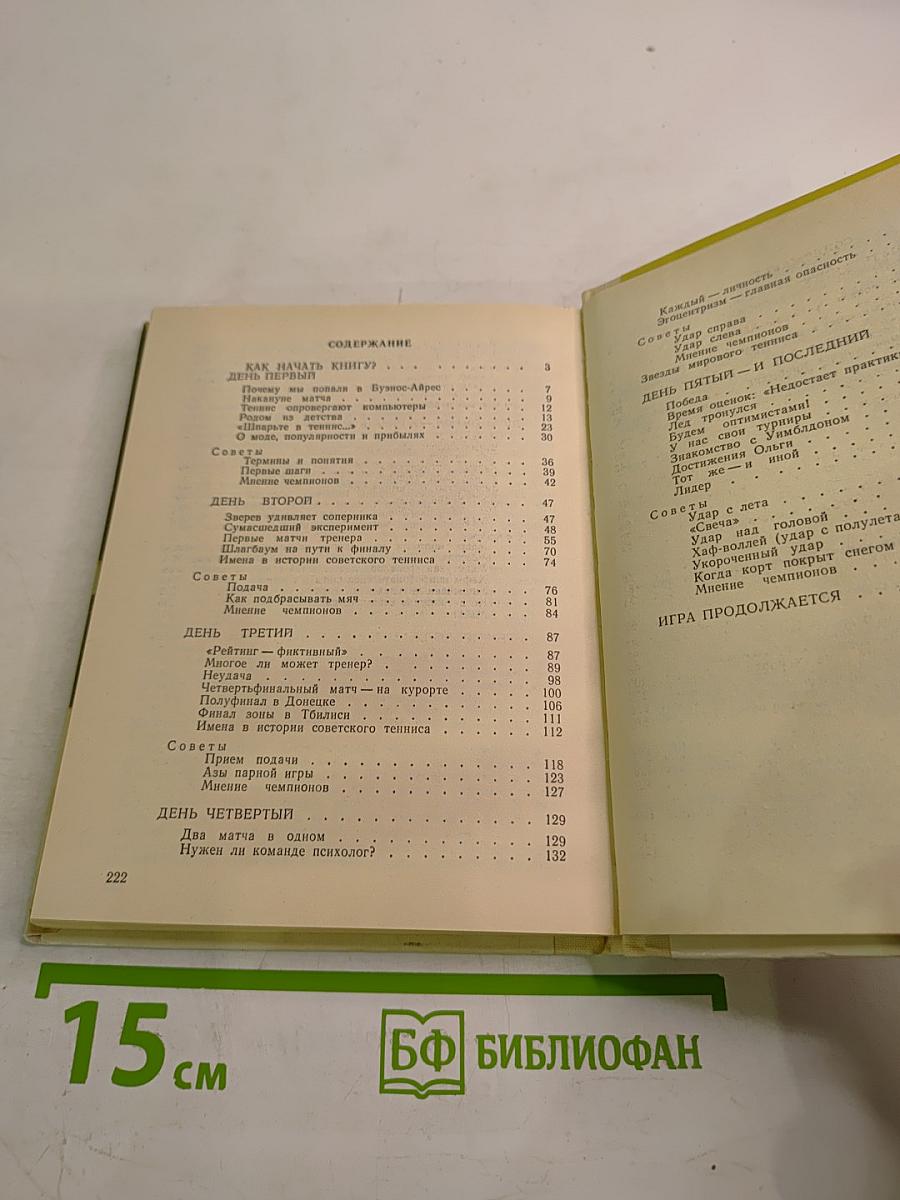 СОДЕРЖАНИЕ
КАК НАЧАТЬ КНИГУ? . . . . . . . . . . 3
ДЕНЬ ПЕРВЫЙ
Почему мы попали в Буэнос-Айрес . . . . . 7
Накануне матча . . . . . . . . . . 9
Теннис опровергают компьютеры . . . . . . 12
Родом из детства . . . . . . . . . . 13
«Шпарьте в теннис...» . . . . . . . . . 23
О моде, популярности и прибылях . . . . . . 30
Советы
Термины и понятия . . . . . . . . . . 36
Первые шаги . . . . . . . . . . . 39
Мнение чемпионов . . . . . . . . . . 42
ДЕНЬ ВТОРОЙ . . . . . . . . . . . . 47
Зверев удивляет соперника . . . . . . . . 47
Сумасшедший эксперимент . . . . . . . . 48
Первые матчи тренера . . . . . . . . . 55
Шлагбаум на пути к финалу . . . . . . . 70
Имена в истории советского тенниса . . . . . 74
Советы
Подача . . . . . . . . . . . . . 76
Как подбрасывать мяч . . . . . . . . . 81
Мнение чемпионов . . . . . . . . . . 84
ДЕНЬ ТРЕТИЙ . . . . . . . . . . . . 87
«Рейтинг — фиктивный» . . . . . . . . . 87
Многое ли может тренер? . . . . . . . . 89
Неудача . . . . . . . . . . . . . 98
Четвертьфинальный матч — на курорте . . . . . 100
Полуфинал в Донецке . . . . . . . . . 106
Финал зоны в Тбилиси . . . . . . . . . 111
Имена в истории советского тенниса . . . . . . 112
Советы
Прием подачи . . . . . . . . . . . 118
Азы парной игры . . . . . . . . . . 123
Мнение чемпионов . . . . . . . . . . 127
ДЕНЬ ЧЕТВЕРТЫЙ . . . . . . . . . . . 129
Два матча в одном . . . . . . . . . . 129
Нужен ли команде психолог? . . . . . . . . 132
222
Каждый — личность . . . . .
Эгоцентризм — главная опасность . .
Советы
Удар справа . . . . .
Удар слева . . . . .
Мнение чемпионов . . . .
Звезды мирового тенниса . . . .
ДЕНЬ ПЯТЫЙ — И ПОСЛЕДНИЙ
Победа . . . . .
Время оценок: «Недостает практики
Лед тронулся . . . . .
Будем оптимистами! . . . .
У нас свои турниры . . . .
Знакомство с Уимблдоном . . .
Достижения Ольги . . . .
Тот же — и иной . . . .
Лидер . . . . .
Советы
Удар с лета . . . . .
«Свеча» . . . . .
Удар над головой . . . .
Хаф-воллей (удар с полулета
Укороченный удар . . . .
Когда корт покрыт снегом
Мнение чемпионов . . . .
ИГРА ПРОДОЛЖАЕТСЯ . . . .
15 см
БФ БИБЛИОФАН